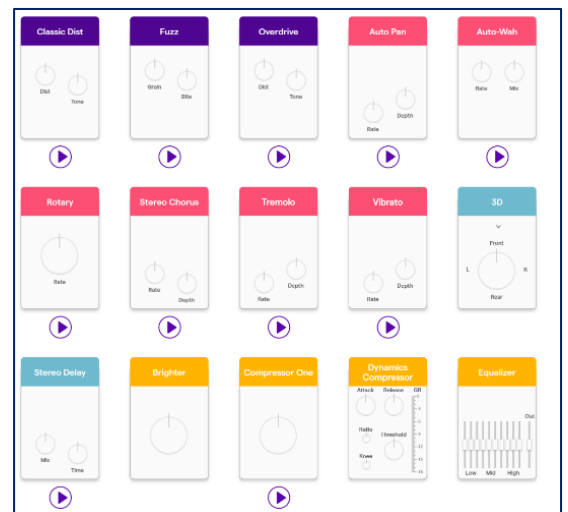 Classic Dist
Fuzz
Overdrive
Auto Pan
Auto-Wah
Dist
Tone
Grain
Bite
Dist
Tone
Rate
Depth
Rate
Mix
Rotary
Stereo Chorus
Tremolo
Vibrato
3D
Rate
Rate
Depth
Rate
Depth
Rate
Depth
Front
L
R
Rear
Stereo Delay
Brighter
Compressor One
Dynamics
Compressor
Equalizer
Mix
Time
Attack
Release
GR
Ratio
Threshold
Knee
Out
Low
Mid
High